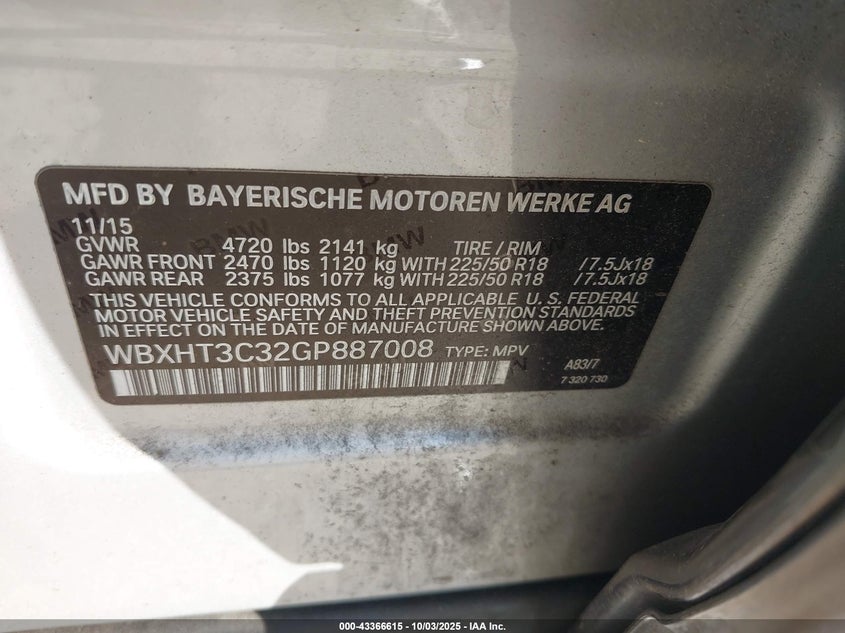 MFD BY BAYERISCHE MOTOREN WERKE AG
11/15
GVWR 4720 lbs 2141 kg TIRE / RIM
GAWR FRONT 2470 lbs 1120 kg WITH 225/50 R18 /7.5Jx18
GAWR REAR 2375 lbs 1077 kg WITH 225/50 R18 /7.5Jx18
THIS VEHICLE CONFORMS TO ALL APPLICABLE U. S. FEDERAL
MOTOR VEHICLE SAFETY AND THEFT PREVENTION STANDARDS
IN EFFECT ON THE DATE OF MANUFACTURE SHOWN ABOVE.
WBXHT3C32GP887008 TYPE: MPV A83/7
7 320 730
000-43366615 - 10/03/2025 - IAA Inc.